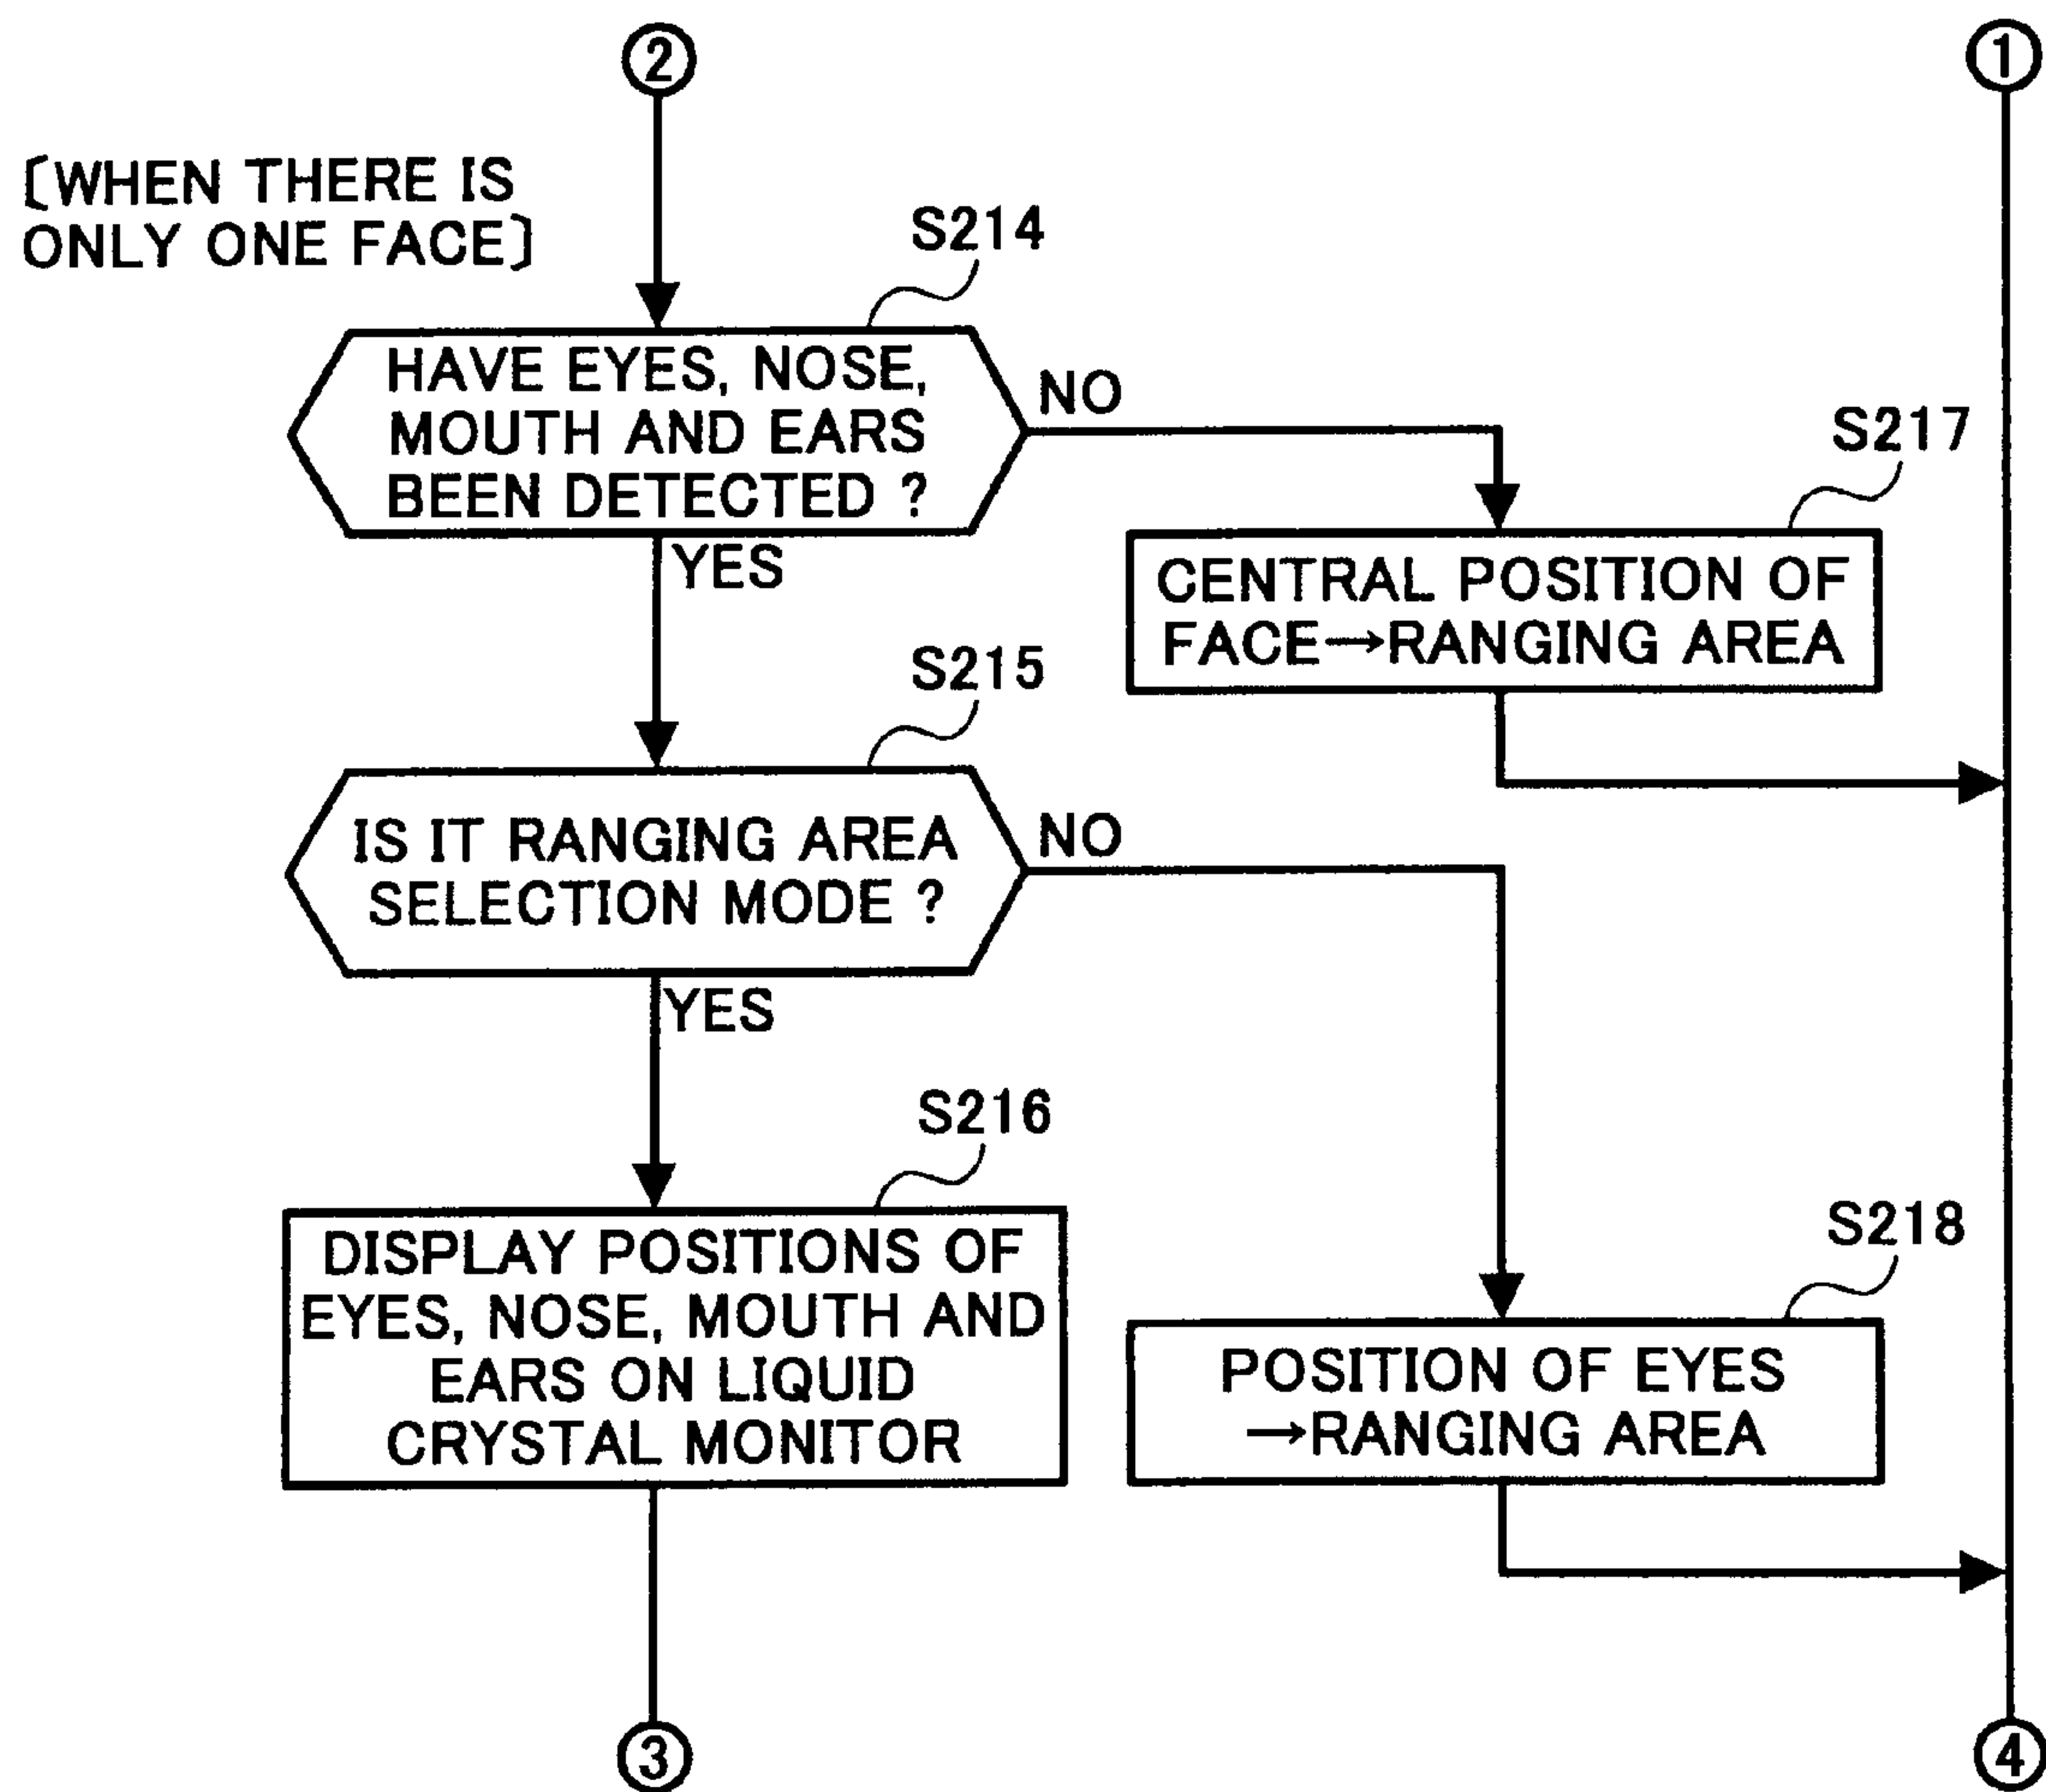 ②
①
〔WHEN THERE IS
ONLY ONE FACE〕
S214
HAVE EYES, NOSE,
MOUTH AND EARS
BEEN DETECTED ?
NO
YES
S217
CENTRAL POSITION OF
FACE→RANGING AREA
S215
IS IT RANGING AREA
SELECTION MODE ?
NO
YES
S216
DISPLAY POSITIONS OF
EYES, NOSE, MOUTH AND
EARS ON LIQUID
CRYSTAL MONITOR
S218
POSITION OF EYES
→RANGING AREA
③
④